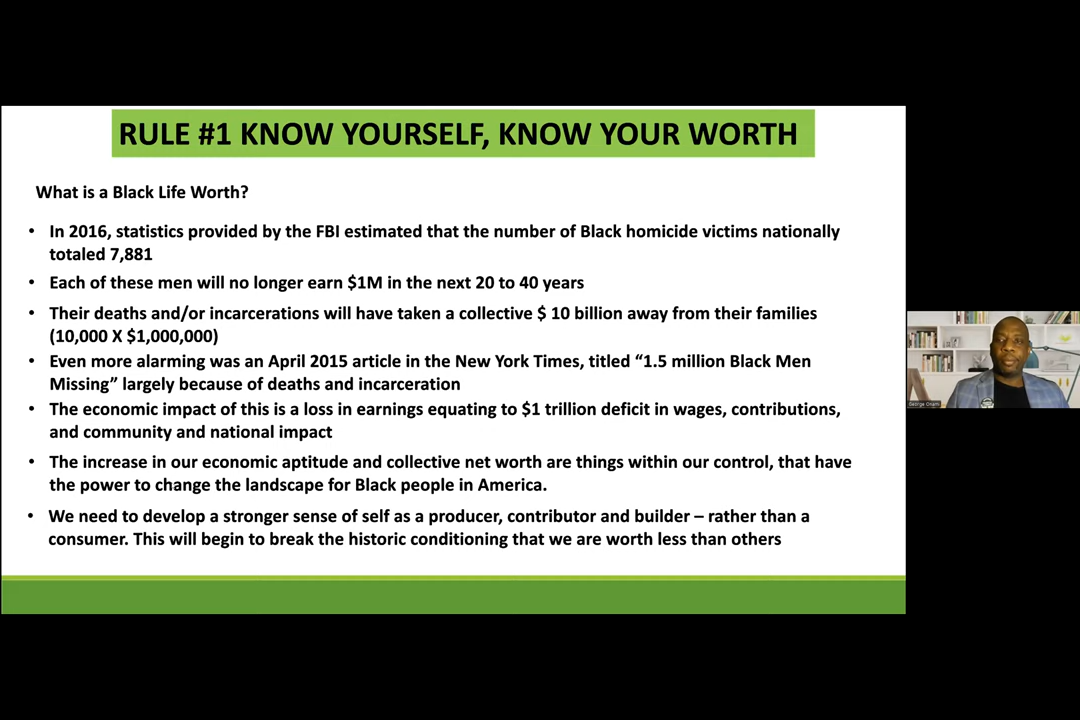 RULE #1 KNOW YOURSELF, KNOW YOUR WORTH
What is a Black Life Worth?
• In 2016, statistics provided by the FBI estimated that the number of Black homicide victims nationally
totaled 7,881
• Each of these men will no longer earn $1M in the next 20 to 40 years
• Their deaths and/or incarcerations will have taken a collective $ 10 billion away from their families
(10,000 X $1,000,000)
• Even more alarming was an April 2015 article in the New York Times, titled “1.5 million Black Men
Missing” largely because of deaths and incarceration
• The economic impact of this is a loss in earnings equating to $1 trillion deficit in wages, contributions,
and community and national impact
• The increase in our economic aptitude and collective net worth are things within our control, that have
the power to change the landscape for Black people in America.
• We need to develop a stronger sense of self as a producer, contributor and builder – rather than a
consumer. This will begin to break the historic conditioning that we are worth less than others
George